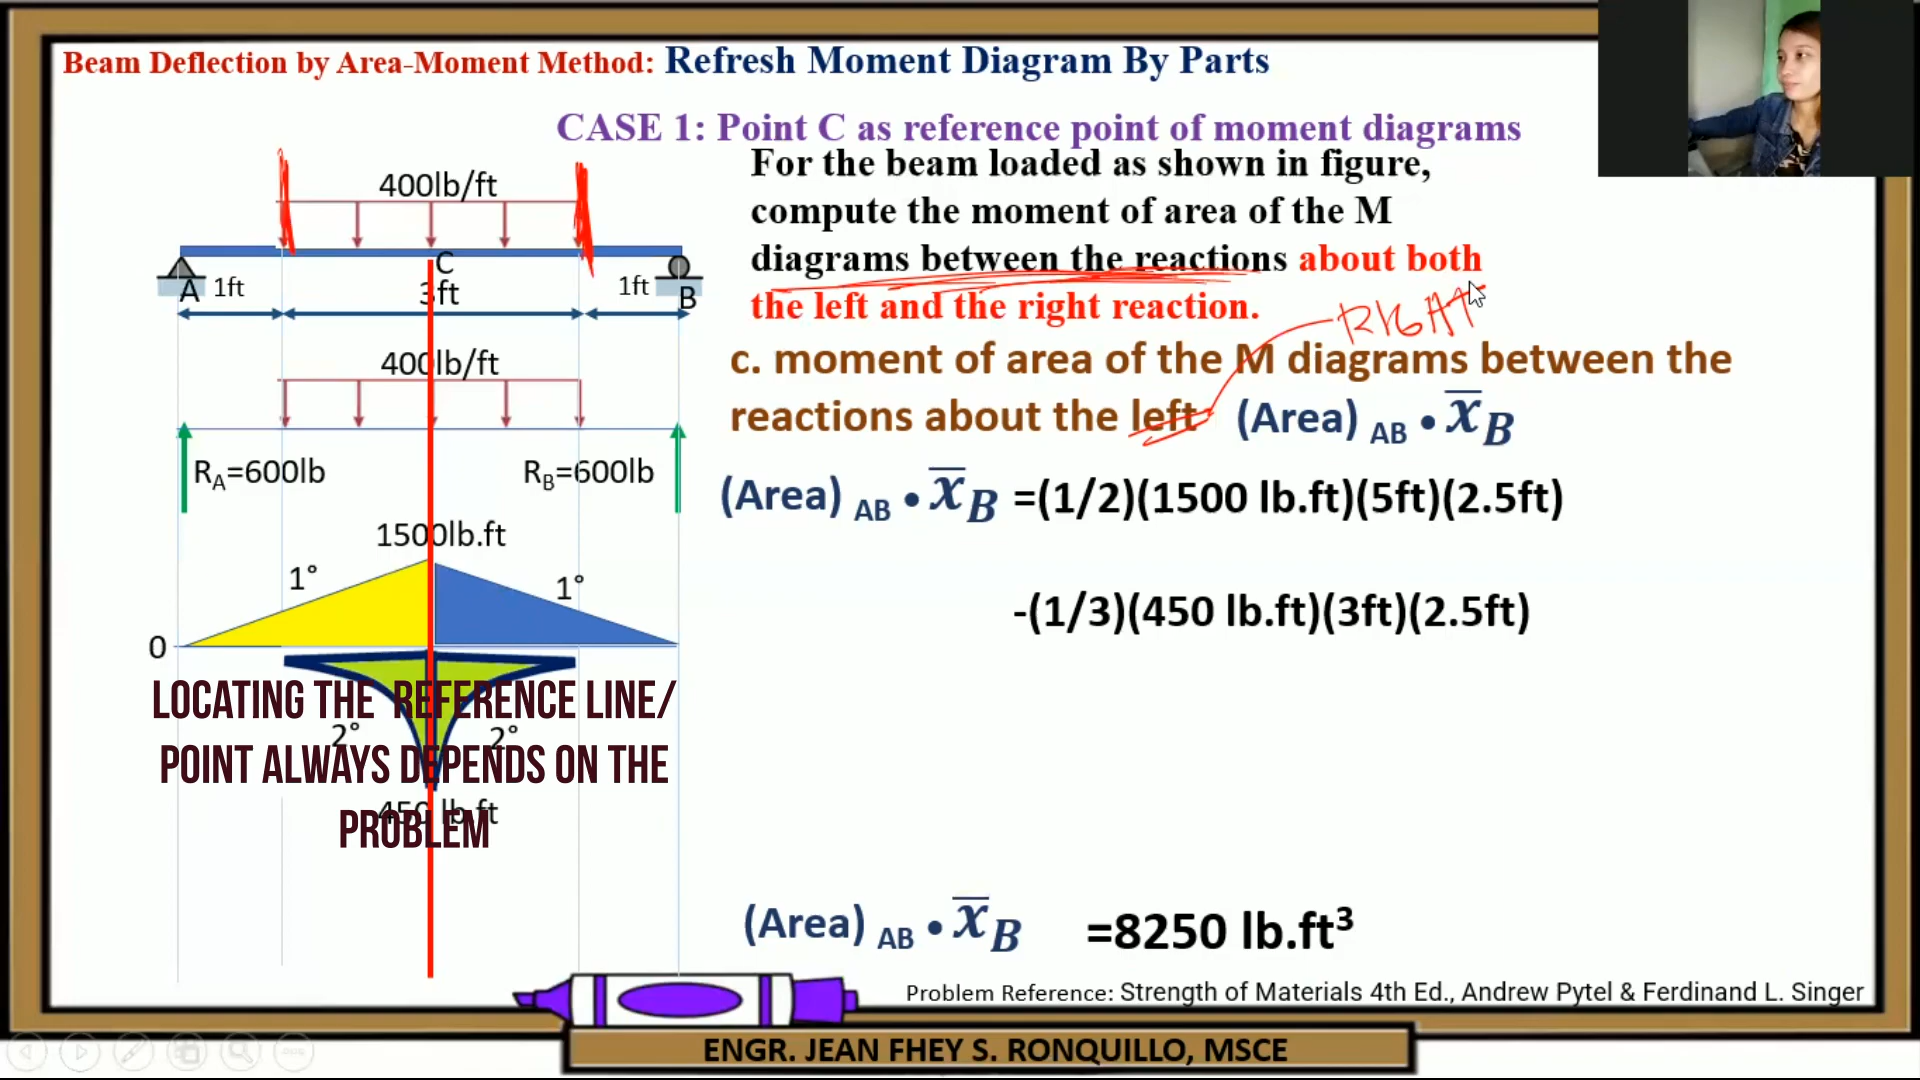 Beam Deflection by Area-Moment Method: Refresh Moment Diagram By Parts
CASE 1: Point C as reference point of moment diagrams
For the beam loaded as shown in figure,
compute the moment of area of the M
diagrams between the reactions about both
the left and the right reaction.
RIGHT
c. moment of area of the M diagrams between the
reactions about the left (Area) AB • x̅B
(Area) AB • x̅B =(1/2)(1500 lb.ft)(5ft)(2.5ft)
-(1/3)(450 lb.ft)(3ft)(2.5ft)
(Area) AB • x̅B =8250 lb.ft³
400lb/ft
C
A 1ft 3ft 1ft B
400lb/ft
RA=600lb RB=600lb
1500lb.ft
1° 1°
0
LOCATING THE REFERENCE LINE/
2° 2°
POINT ALWAYS DEPENDS ON THE
450 lb.ft
PROBLEM
Problem Reference: Strength of Materials 4th Ed., Andrew Pytel & Ferdinand L. Singer
ENGR. JEAN FHEY S. RONQUILLO, MSCE